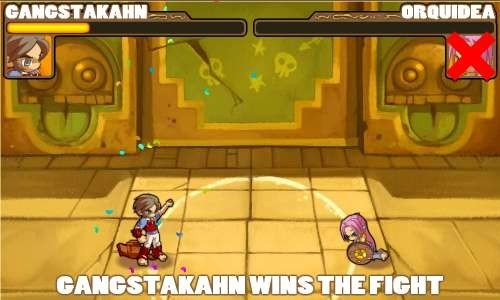 GANGSTAKAHN
ORQUIDEA
GANGSTAKAHN WINS THE FIGHT